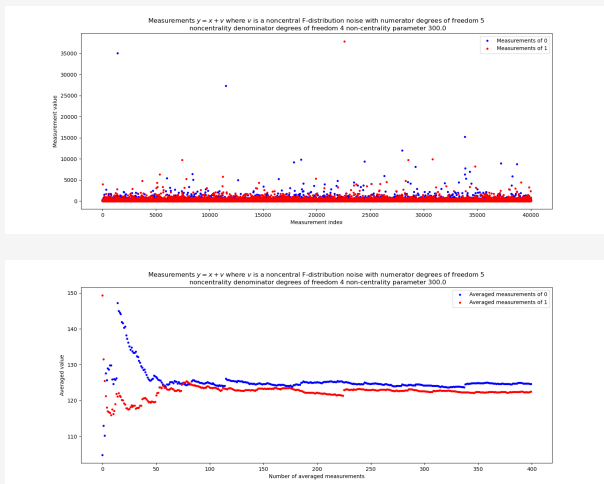 Measurements y = x + v where v is a noncentral F-distribution noise with numerator degrees of freedom 5
noncentrality denominator degrees of freedom 4 non-centrality parameter 300.0
Measurements of 0
Measurements of 1
35000
30000
25000
20000
15000
10000
5000
0
Measurement value
0 5000 10000 15000 20000 25000 30000 35000 40000
Measurement index
Measurements y = x + v where v is a noncentral F-distribution noise with numerator degrees of freedom 5
noncentrality denominator degrees of freedom 4 non-centrality parameter 300.0
Averaged measurements of 0
Averaged measurements of 1
150
140
130
120
110
Averaged value
0 50 100 150 200 250 300 350 400
Number of averaged measurements